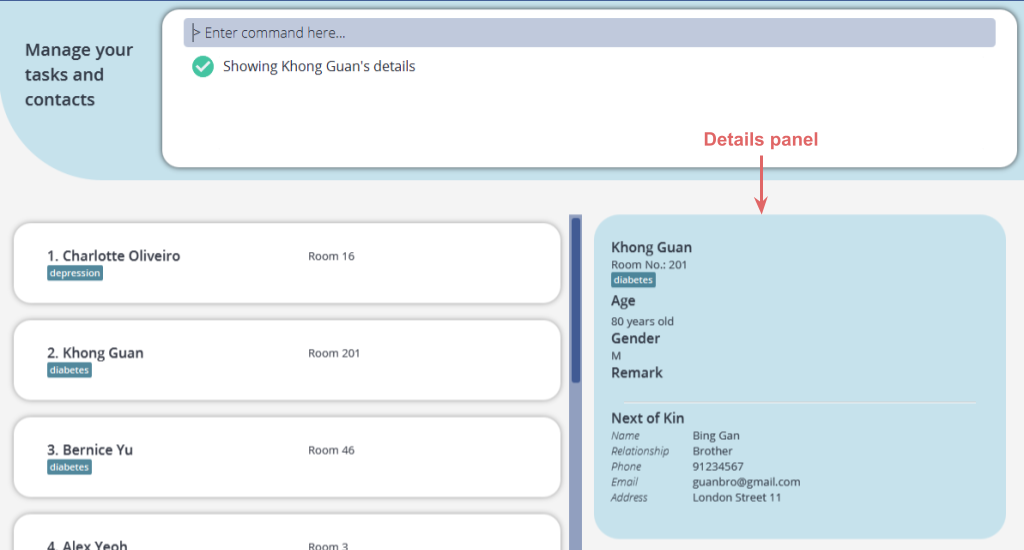 Manage your
tasks and
contacts
> Enter command here...
Showing Khong Guan's details
Details panel
1. Charlotte Oliveiro
Room 16
depression
2. Khong Guan
Room 201
diabetes
3. Bernice Yu
Room 46
diabetes
4. Alex Yeoh
Room 3
Khong Guan
Room No.: 201
diabetes
Age
80 years old
Gender
M
Remark
Next of Kin
Name Bing Gan
Relationship Brother
Phone 91234567
Email guanbro@gmail.com
Address London Street 11